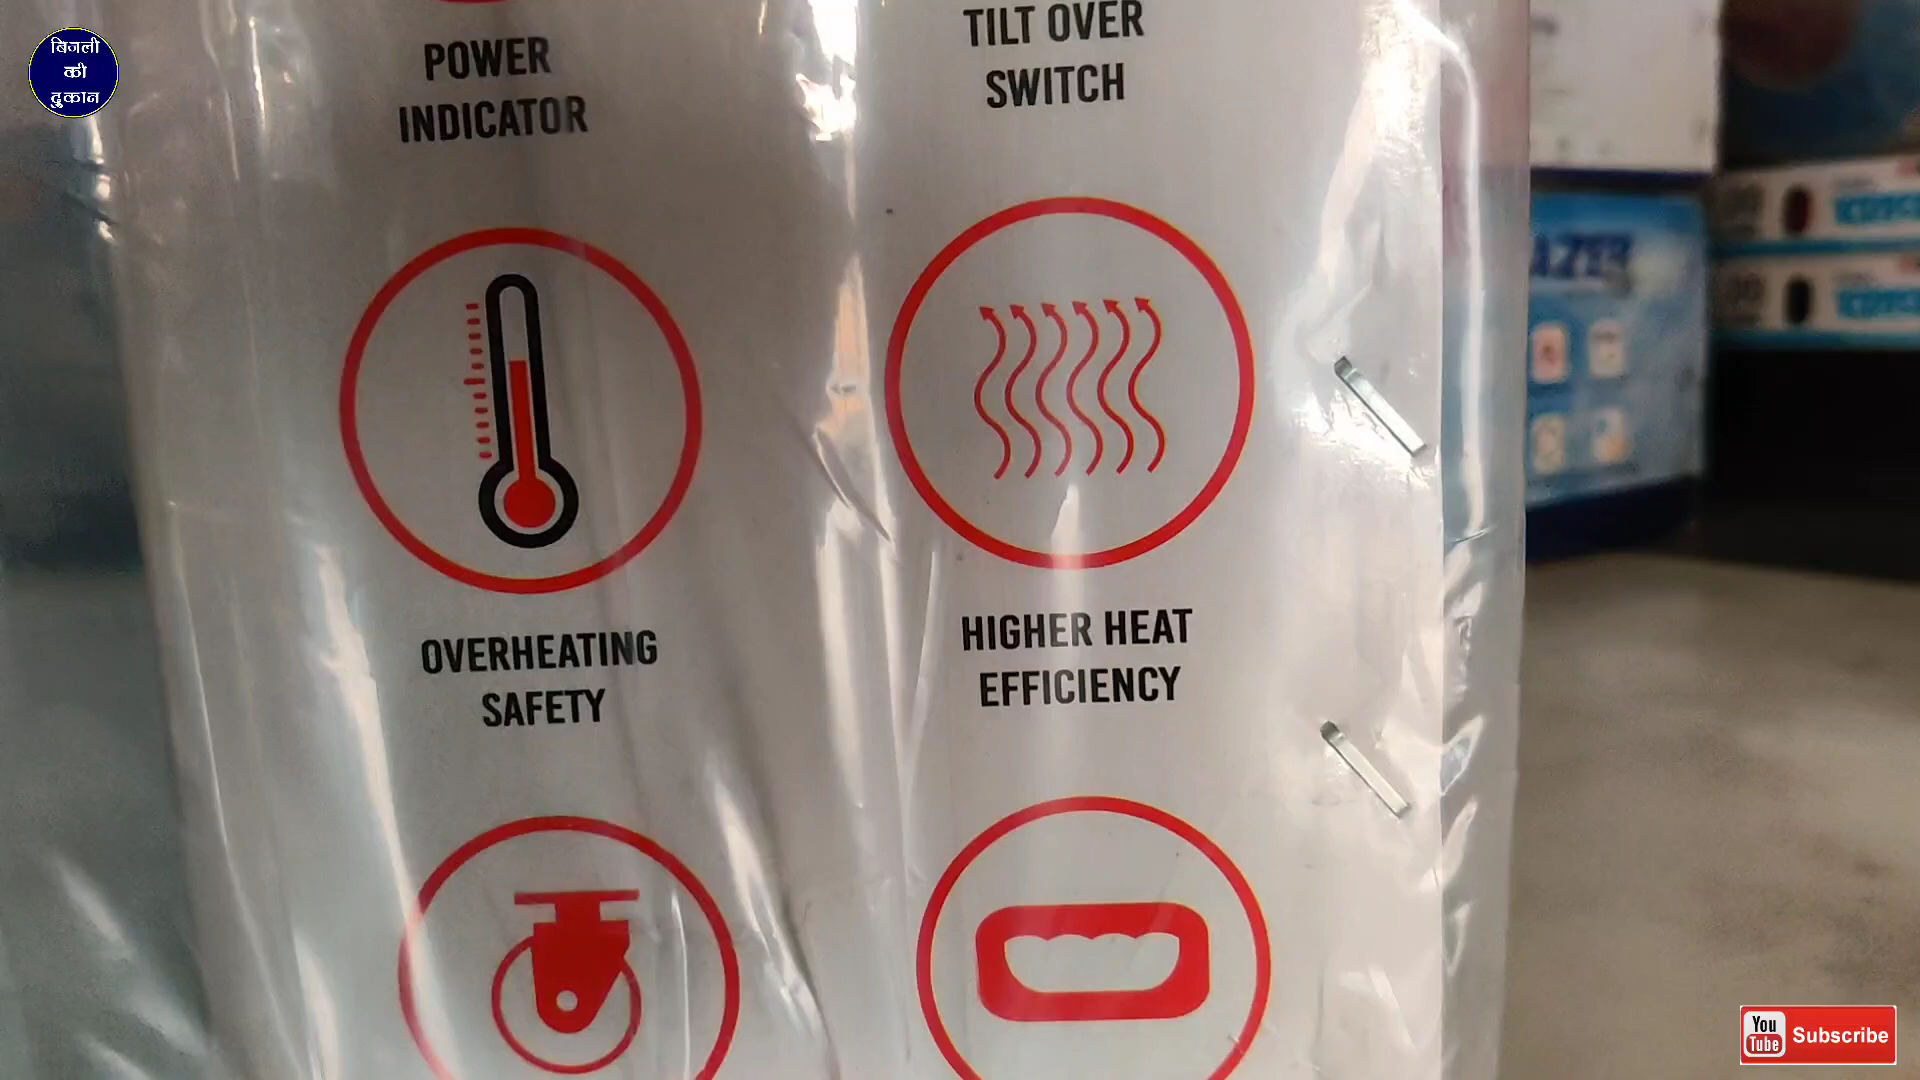 बिजली
की
दुकान
POWER
INDICATOR
TILT OVER
SWITCH
OVERHEATING
SAFETY
HIGHER HEAT
EFFICIENCY
You
Tube
Subscribe